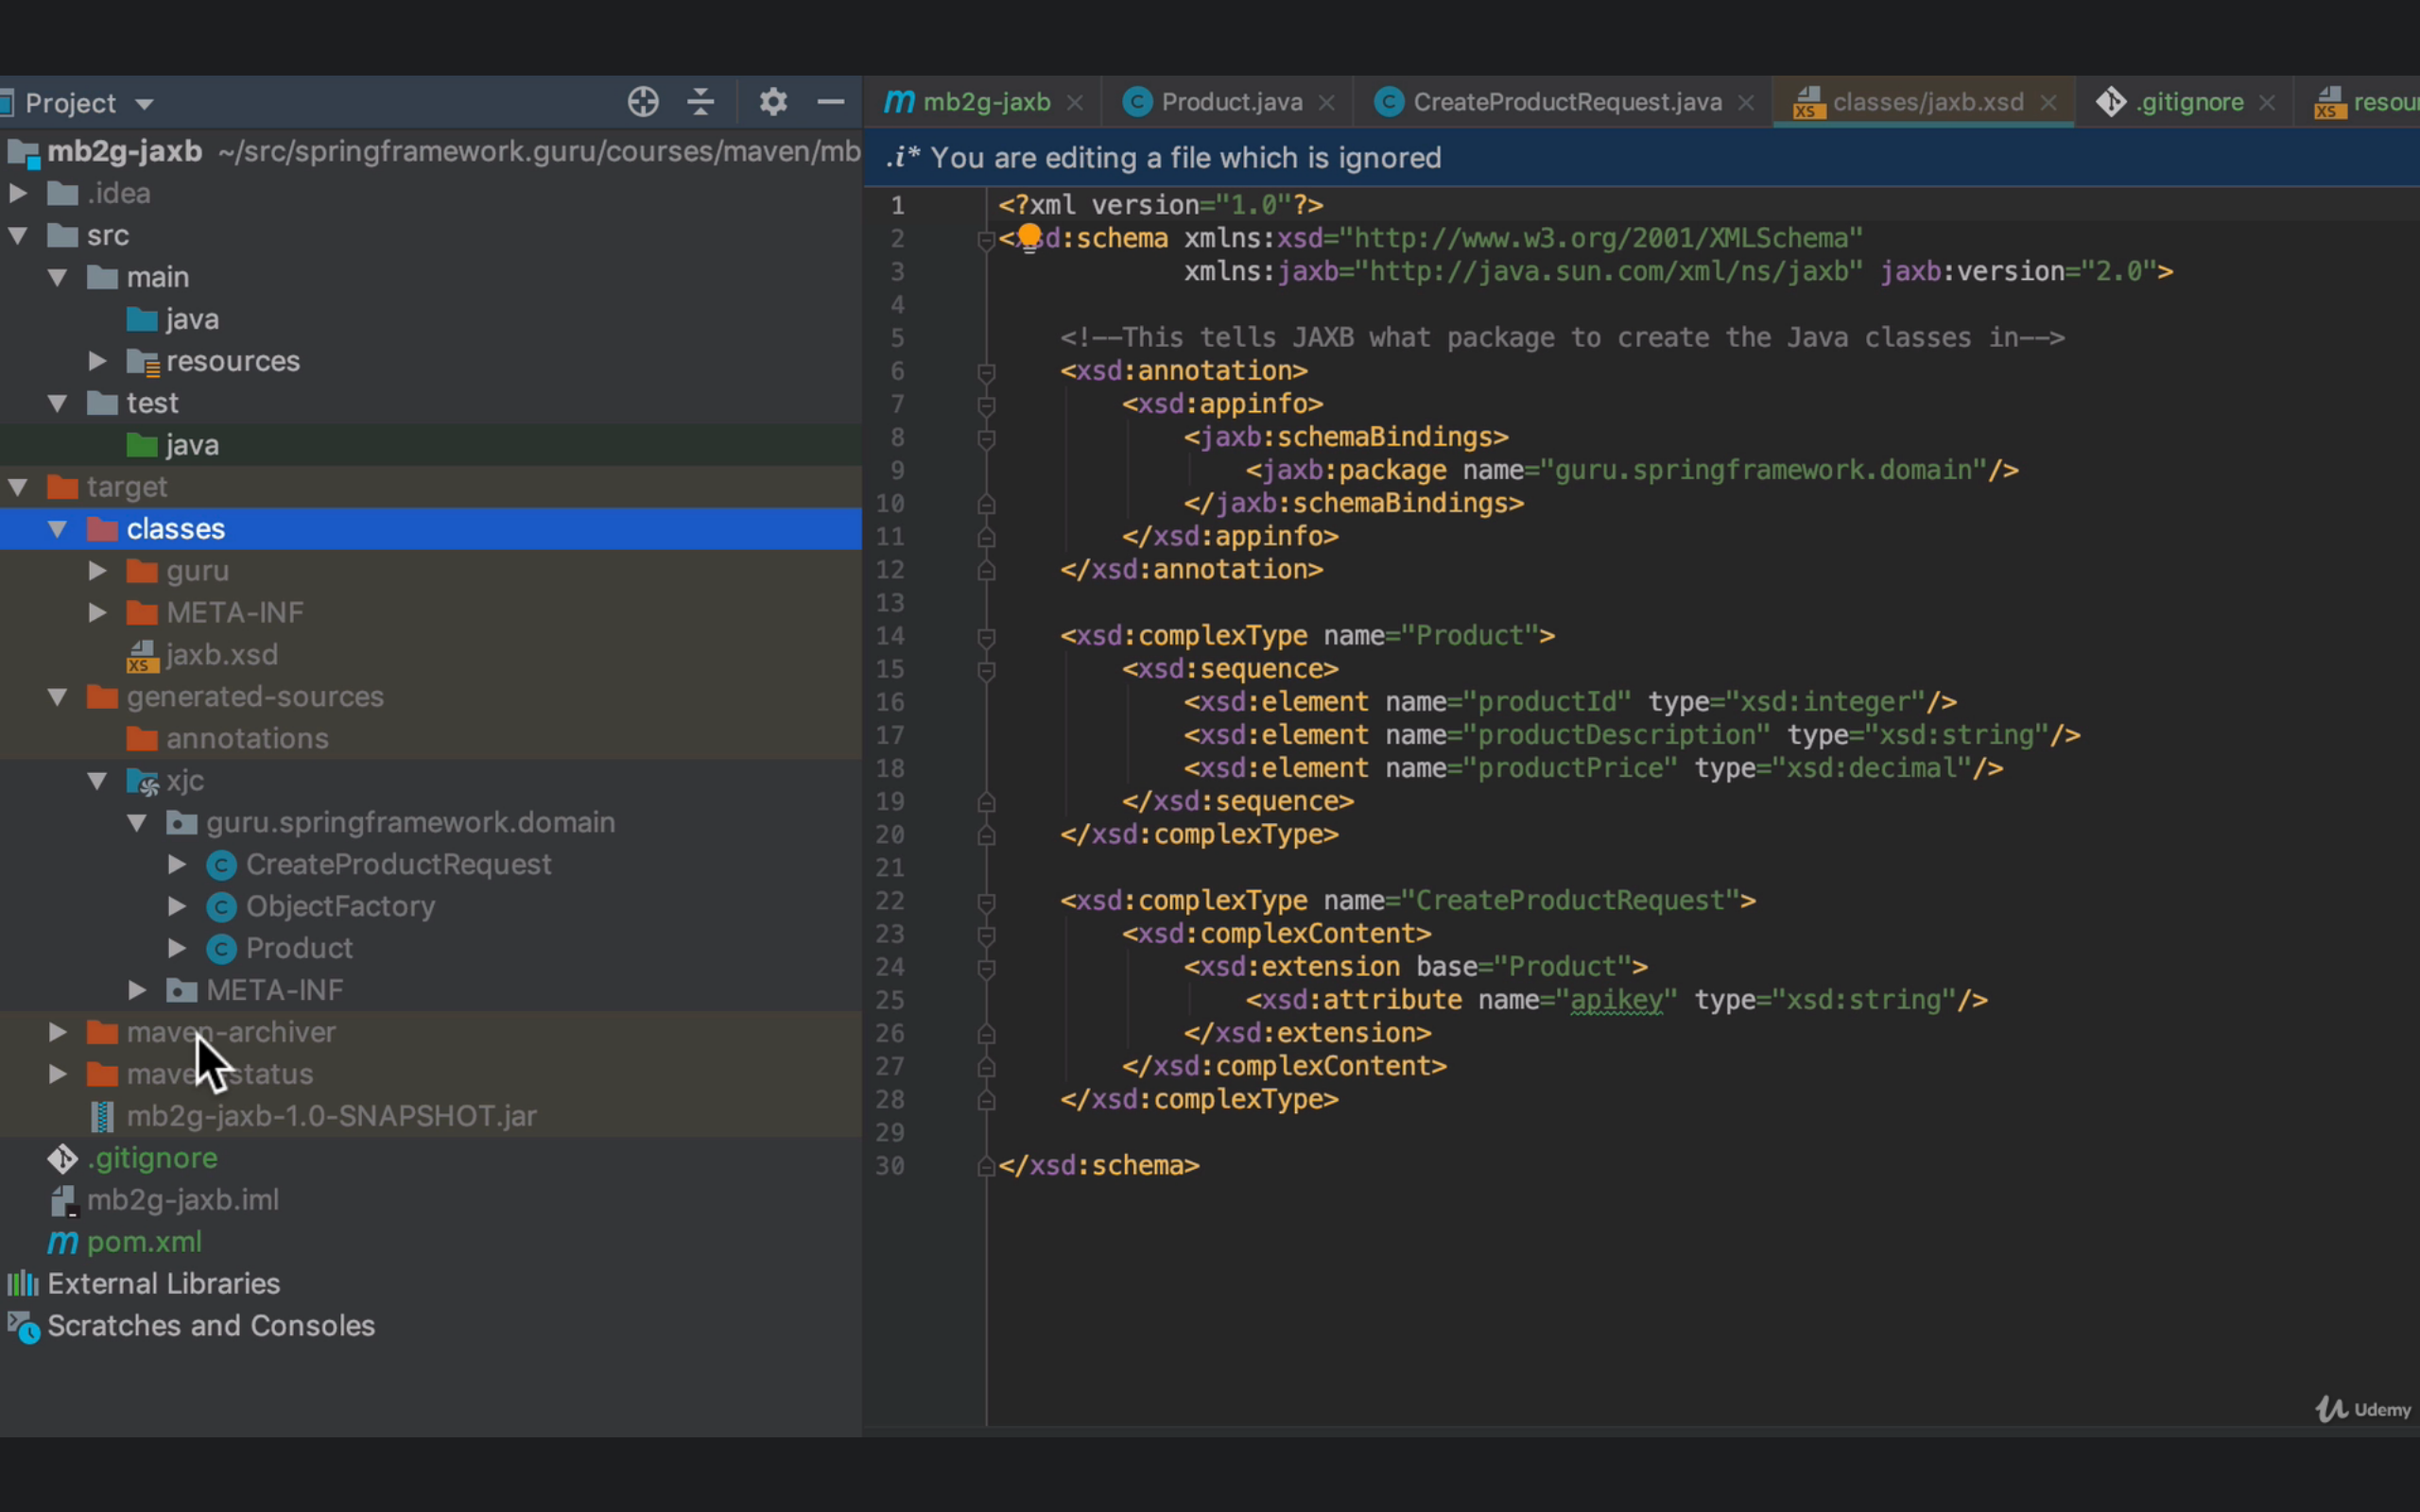 Project
mb2g-jaxb ~/src/springframework.guru/courses/maven/mb
.idea
src
main
java
resources
test
java
target
classes
guru
META-INF
jaxb.xsd
generated-sources
annotations
xjc
guru.springframework.domain
CreateProductRequest
ObjectFactory
Product
META-INF
maven-archiver
status
mb2g-jaxb-1.0-SNAPSHOT.jar
.gitignore
mb2g-jaxb.iml
pom.xml
External Libraries
Scratches and Consoles
mb2g-jaxb Product.java CreateProductRequest.java classes/jaxb.xsd .gitignore
.i* You are editing a file which is ignored
1 <?xml version="1.0"?>
2 <xsd:schema xmlns:xsd="http://www.w3.org/2001/XMLSchema"
3 xmlns:jaxb="http://java.sun.com/xml/ns/jaxb" jaxb:version="2.0">
4
5 <!--This tells JAXB what package to create the Java classes in-->
6 <xsd:annotation>
7 <xsd:appinfo>
8 <jaxb:schemaBindings>
9 <jaxb:package name="guru.springframework.domain"/>
10 </jaxb:schemaBindings>
11 </xsd:appinfo>
12 </xsd:annotation>
13
14 <xsd:complexType name="Product">
15 <xsd:sequence>
16 <xsd:element name="productId" type="xsd:integer"/>
17 <xsd:element name="productDescription" type="xsd:string"/>
18 <xsd:element name="productPrice" type="xsd:decimal"/>
19 </xsd:sequence>
20 </xsd:complexType>
21
22 <xsd:complexType name="CreateProductRequest">
23 <xsd:complexContent>
24 <xsd:extension base="Product">
25 <xsd:attribute name="apikey" type="xsd:string"/>
26 </xsd:extension>
27 </xsd:complexContent>
28 </xsd:complexType>
29
30 </xsd:schema>
Udemy